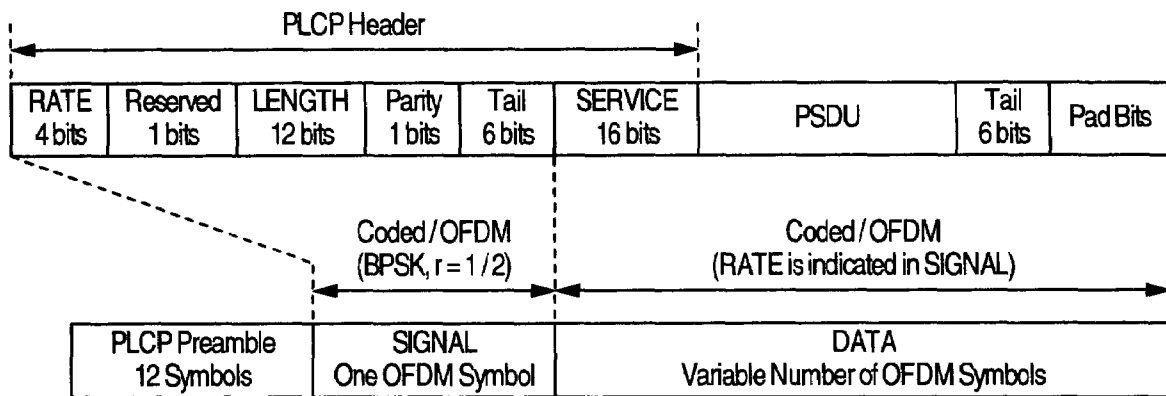 PLCP Header
RATE
4 bits
Reserved
1 bits
LENGTH
12 bits
Parity
1 bits
Tail
6 bits
SERVICE
16 bits
PSDU
Tail
6 bits
Pad Bits
Coded / OFDM
(BPSK, r = 1 / 2)
Coded / OFDM
(RATE is indicated in SIGNAL)
PLCP Preamble
12 Symbols
SIGNAL
One OFDM Symbol
DATA
Variable Number of OFDM Symbols